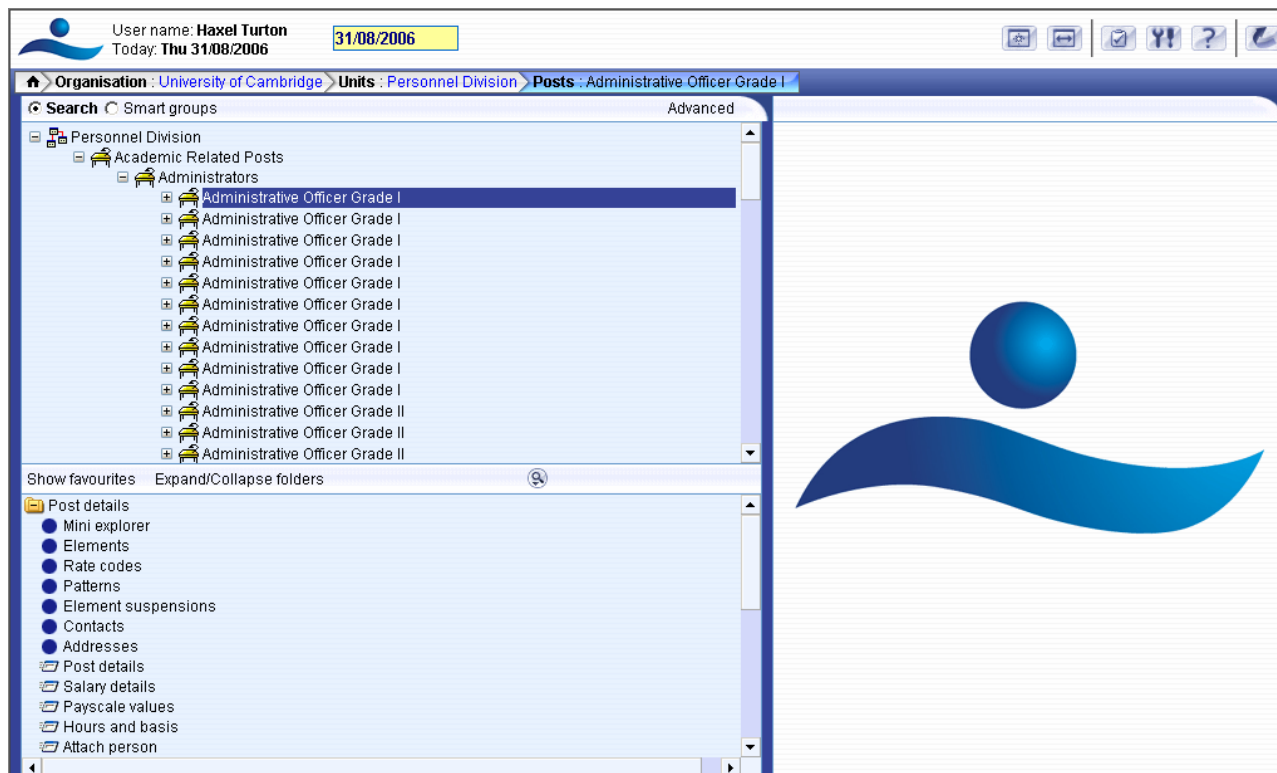 User name: Haxel Turton
Today: Thu 31/08/2006
31/08/2006
Organisation : University of Cambridge Units : Personnel Division Posts : Administrative Officer Grade I
Search Smart groups Advanced
Personnel Division
Academic Related Posts
Administrators
Administrative Officer Grade I
Administrative Officer Grade I
Administrative Officer Grade I
Administrative Officer Grade I
Administrative Officer Grade I
Administrative Officer Grade I
Administrative Officer Grade I
Administrative Officer Grade I
Administrative Officer Grade I
Administrative Officer Grade I
Administrative Officer Grade II
Administrative Officer Grade II
Administrative Officer Grade II
Show favourites Expand/Collapse folders
Post details
Mini explorer
Elements
Rate codes
Patterns
Element suspensions
Contacts
Addresses
Post details
Salary details
Payscale values
Hours and basis
Attach person